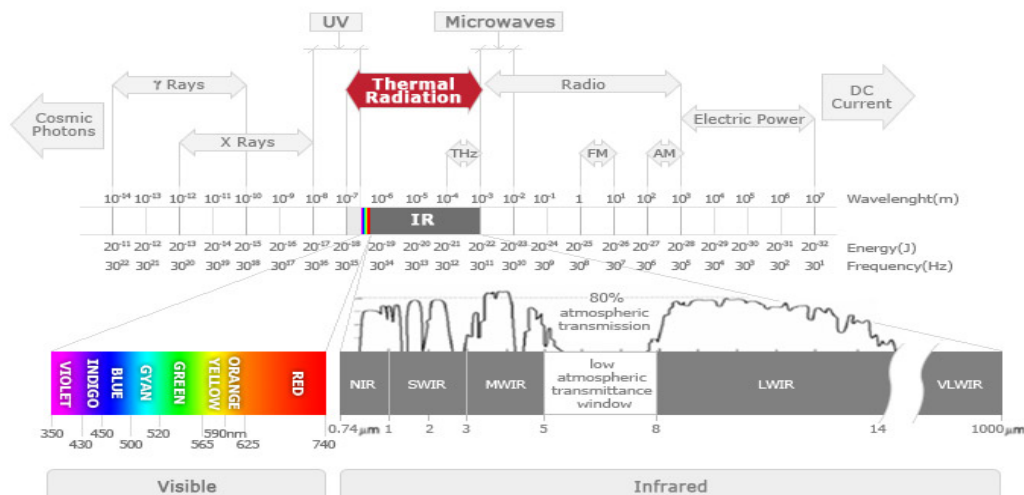 UV
Microwaves
γ Rays
Thermal
Radiation
Radio
DC
Current
Cosmic
Photons
X Rays
Electric Power
THz
FM
AM
10⁻¹⁴ 10⁻¹³ 10⁻¹² 10⁻¹¹ 10⁻¹⁰ 10⁻⁹ 10⁻⁸ 10⁻⁷ 10⁻⁶ 10⁻⁵ 10⁻⁴ 10⁻³ 10⁻² 10⁻¹ 1 10¹ 10² 10³ 10⁴ 10⁵ 10⁶ 10⁷ Wavelenght(m)
IR
20⁻¹¹ 20⁻¹² 20⁻¹³ 20⁻¹⁴ 20⁻¹⁵ 20⁻¹⁶ 20⁻¹⁷ 20⁻¹⁸ 20⁻¹⁹ 20⁻²⁰ 20⁻²¹ 20⁻²² 20⁻²³ 20⁻²⁴ 20⁻²⁵ 20⁻²⁶ 20⁻²⁷ 20⁻²⁸ 20⁻²⁹ 20⁻³⁰ 20⁻³¹ 20⁻³² Energy(J)
30²² 30²¹ 30²⁰ 30¹⁹ 30¹⁸ 30¹⁷ 30¹⁶ 30¹⁵ 30¹⁴ 30¹³ 30¹² 30¹¹ 30¹⁰ 30⁹ 30⁸ 30⁷ 30⁶ 30⁵ 30⁴ 30³ 30² 30¹ Frequency(Hz)
80%
atmospheric
transmission
VIOLET
INDIGO
BLUE
GYAN
GREEN
YELLOW
ORANGE
RED
NIR
SWIR
MWIR
low
atmospheric
transmittance
window
LWIR
VLWIR
350 450 520 590nm 740
430 500 565 625
0.74μm 1 2 3 5 8 14 1000μm
Visible
Infrared